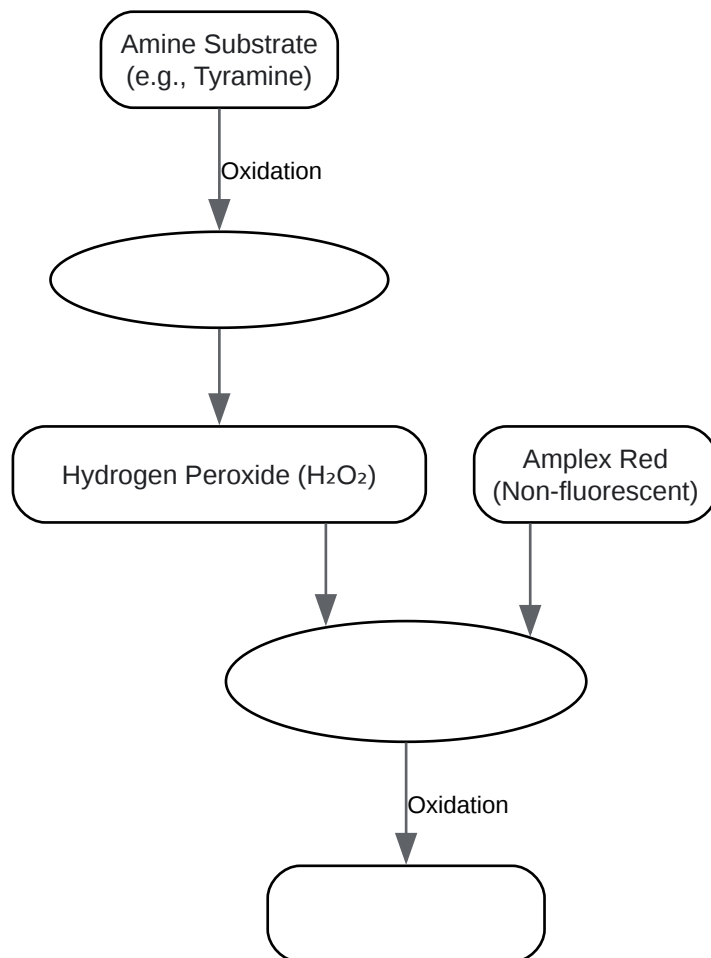 Amine Substrate
(e.g., Tyramine)
Oxidation
Hydrogen Peroxide (H₂O₂)
Amplex Red
(Non-fluorescent)
Oxidation